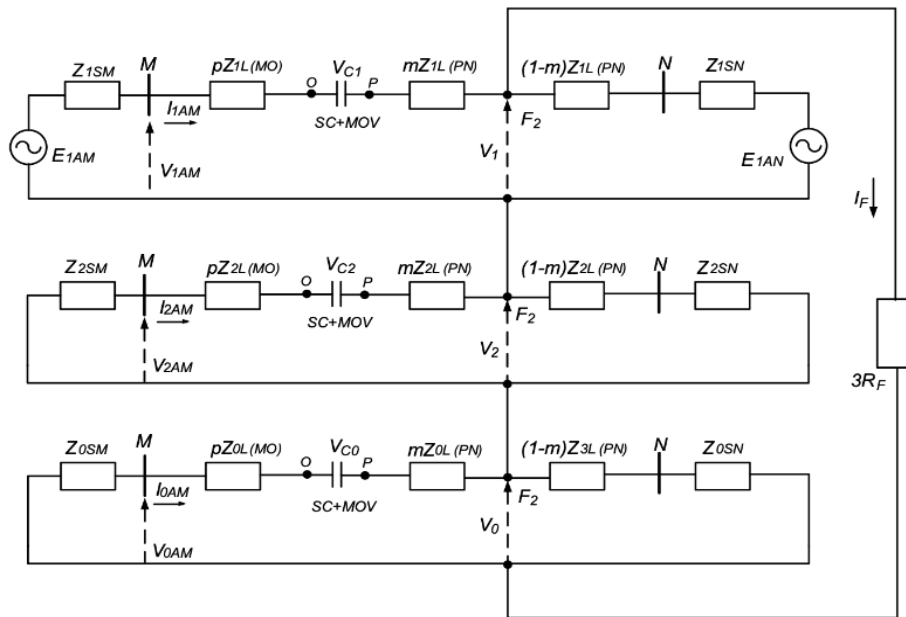 Z1SM M pZ1L(MO) O VC1 P mZ1L (PN) (1-m)Z1L (PN) N Z1SN
I1AM SC+MOV F2
E1AM V1AM V1 E1AN
IF
Z2SM M pZ2L(MO) O VC2 P mZ2L (PN) (1-m)Z2L (PN) N Z2SN
I2AM SC+MOV F2
V2AM V2
3RF
Z0SM M pZ0L(MO) O VC0 P mZ0L (PN) (1-m)Z3L (PN) N Z0SN
I0AM SC+MOV F2
V0AM V0